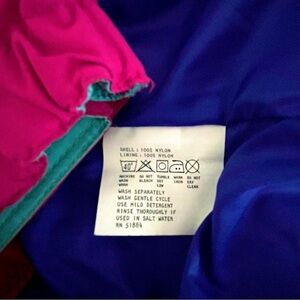 SHELL: 100% NYLON
LINING: 100% NYLON
MACHINE DO NOT TUMBLE WARM DO NOT
WASH BLEACH DRY IRON DRY
WARM LOW CLEAN
WASH SEPARATELY
WASH GENTLE CYCLE
USE MILD DETERGENT
RINSE THOROUGHLY IF
USED IN SALT WATER
RN 51884